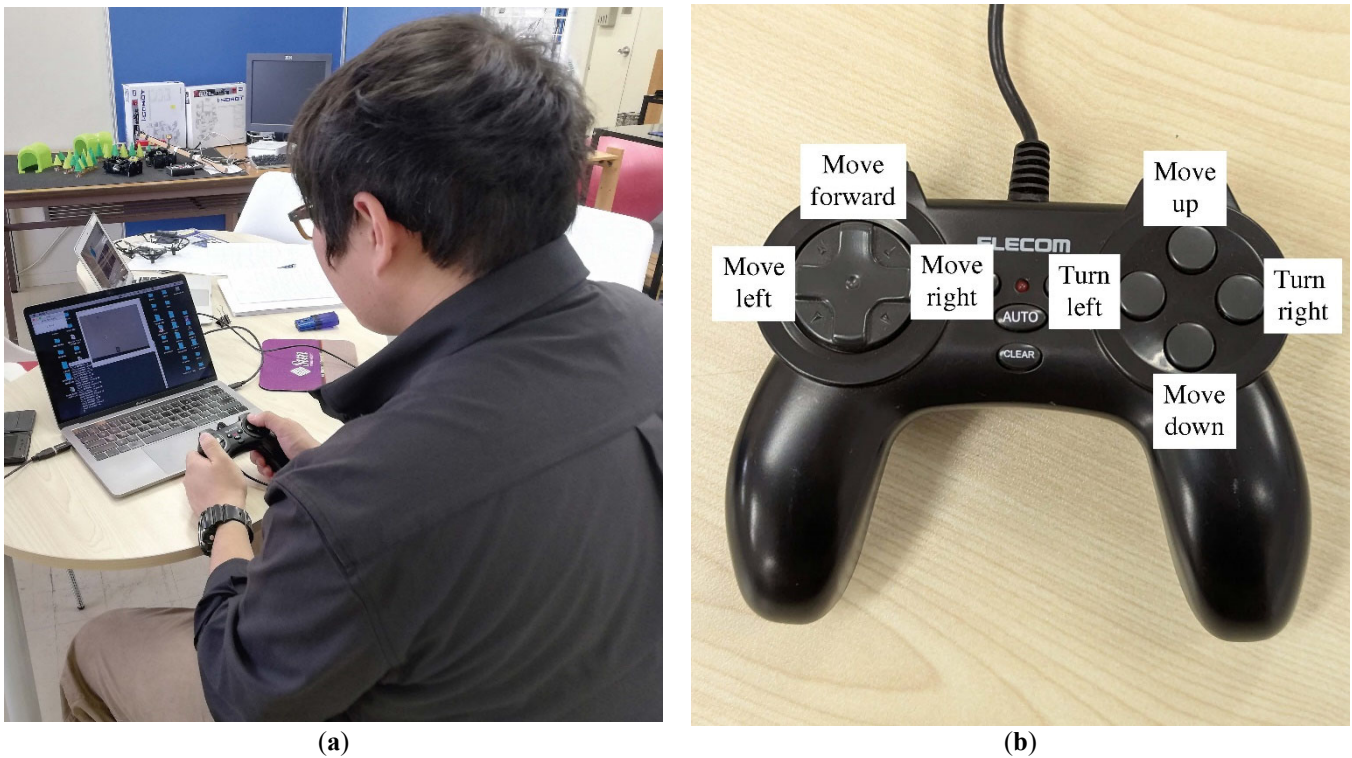 Move
forward
Move
left
Move
right
ELECOM
AUTO
CLEAR
Turn
left
Move
up
Turn
right
Move
down
(a)
(b)